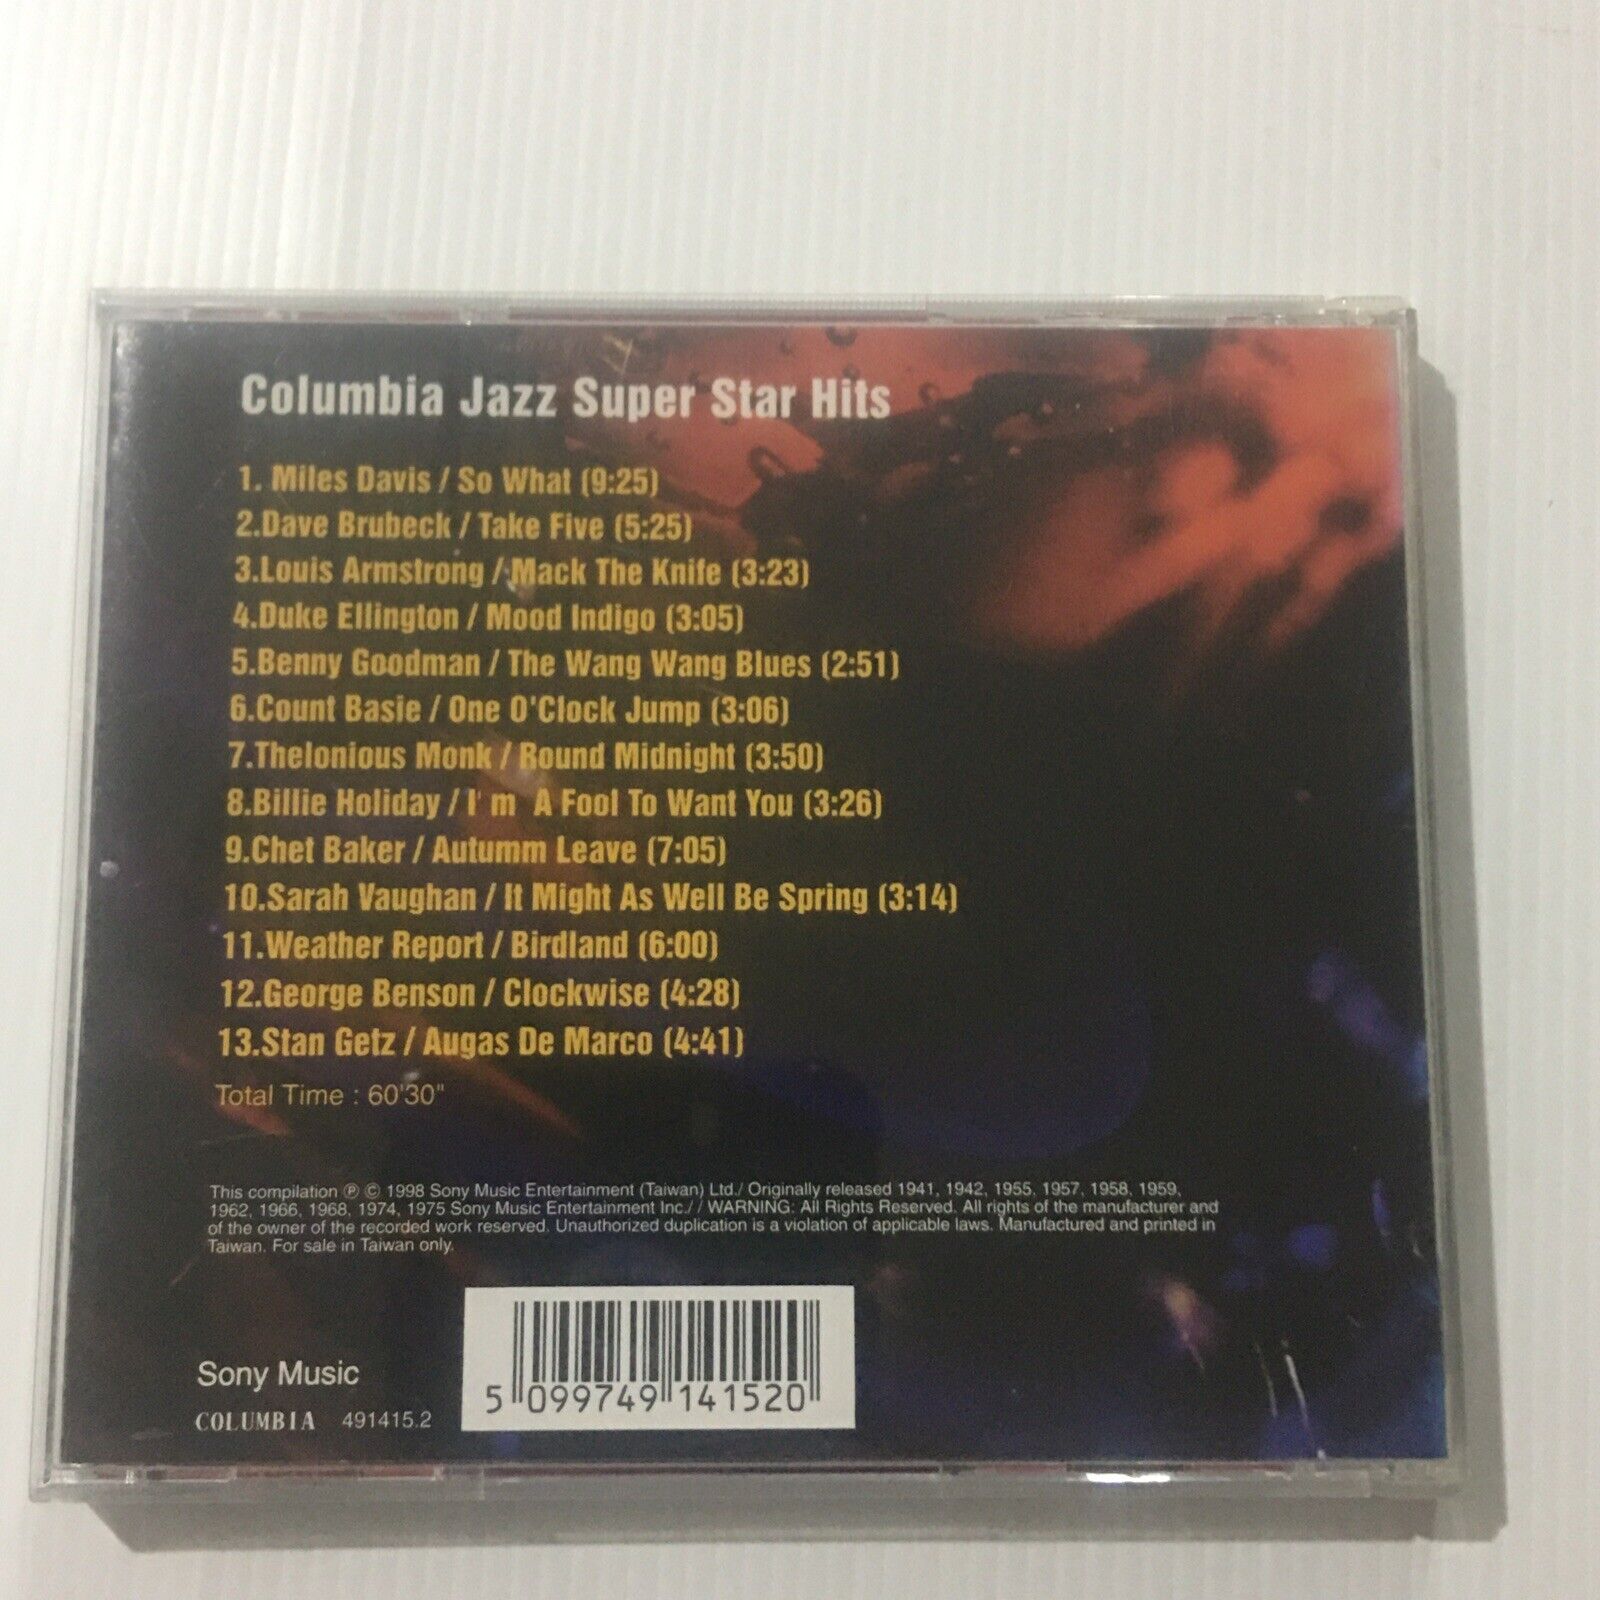 Columbia Jazz Super Star Hits
1. Miles Davis / So What (9:25)
2.Dave Brubeck / Take Five (5:25)
3.Louis Armstrong / Mack The Knife (3:23)
4.Duke Ellington / Mood Indigo (3:05)
5.Benny Goodman / The Wang Wang Blues (2:51)
6.Count Basie / One O'Clock Jump (3:06)
7.Thelonious Monk / Round Midnight (3:50)
8.Billie Holiday / I'm A Fool To Want You (3:26)
9.Chet Baker / Autumm Leave (7:05)
10.Sarah Vaughan / It Might As Well Be Spring (3:14)
11.Weather Report / Birdland (6:00)
12.George Benson / Clockwise (4:28)
13.Stan Getz / Augas De Marco (4:41)
Total Time : 60'30"
This compilation ℗ © 1998 Sony Music Entertainment (Taiwan) Ltd./ Originally released 1941, 1942, 1955, 1957, 1958, 1959,
1962, 1966, 1968, 1974, 1975 Sony Music Entertainment Inc./ / WARNING: All Rights Reserved. All rights of the manufacturer and
of the owner of the recorded work reserved. Unauthorized duplication is a violation of applicable laws. Manufactured and printed in
Taiwan. For sale in Taiwan only.
Sony Music
COLUMBIA 491415.2
5 099749 141520